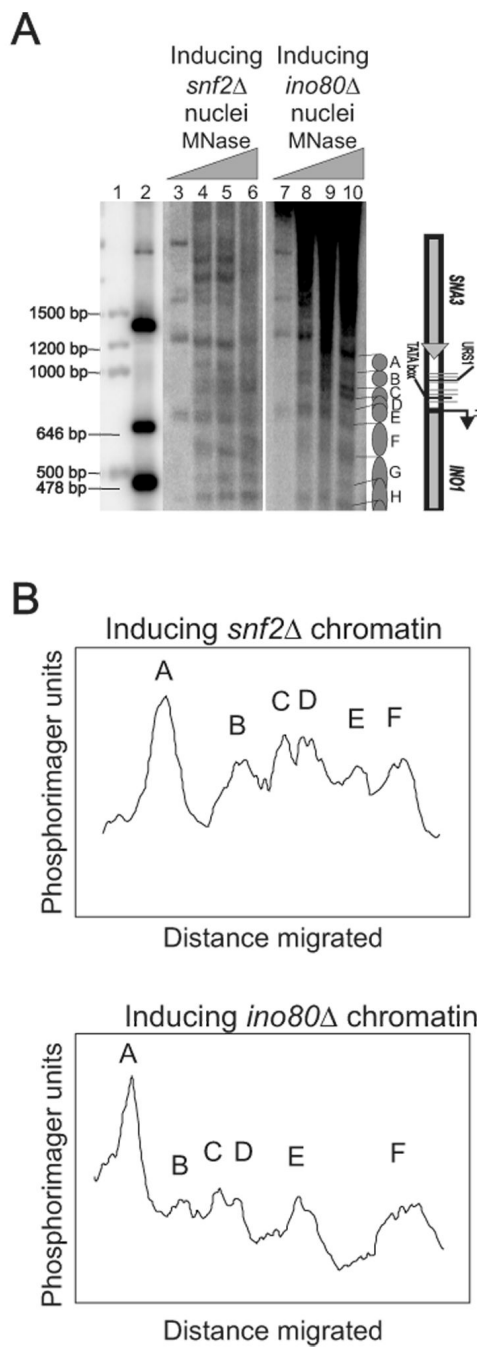 A
Inducing
snf2Δ
nuclei
MNase
Inducing
ino80Δ
nuclei
MNase
1 2 3 4 5 6 7 8 9 10
1500 bp
1200 bp
1000 bp
646 bp
500 bp
478 bp
A
B
C
D
E
F
G
H
SNA3
TATA box
URS1
INO1
B
Inducing snf2Δ chromatin
Phosphorimager units
A B C D E F
Distance migrated
Inducing ino80Δ chromatin
Phosphorimager units
A B C D E F
Distance migrated